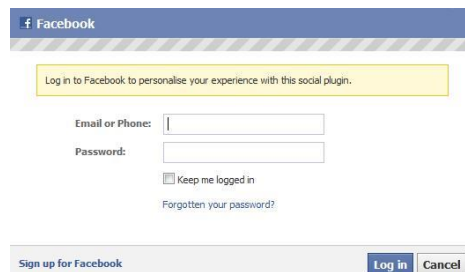 f Facebook
Log in to Facebook to personalise your experience with this social plugin.
Email or Phone:
Password:
Keep me logged in
Forgotten your password?
Sign up for Facebook Log in Cancel